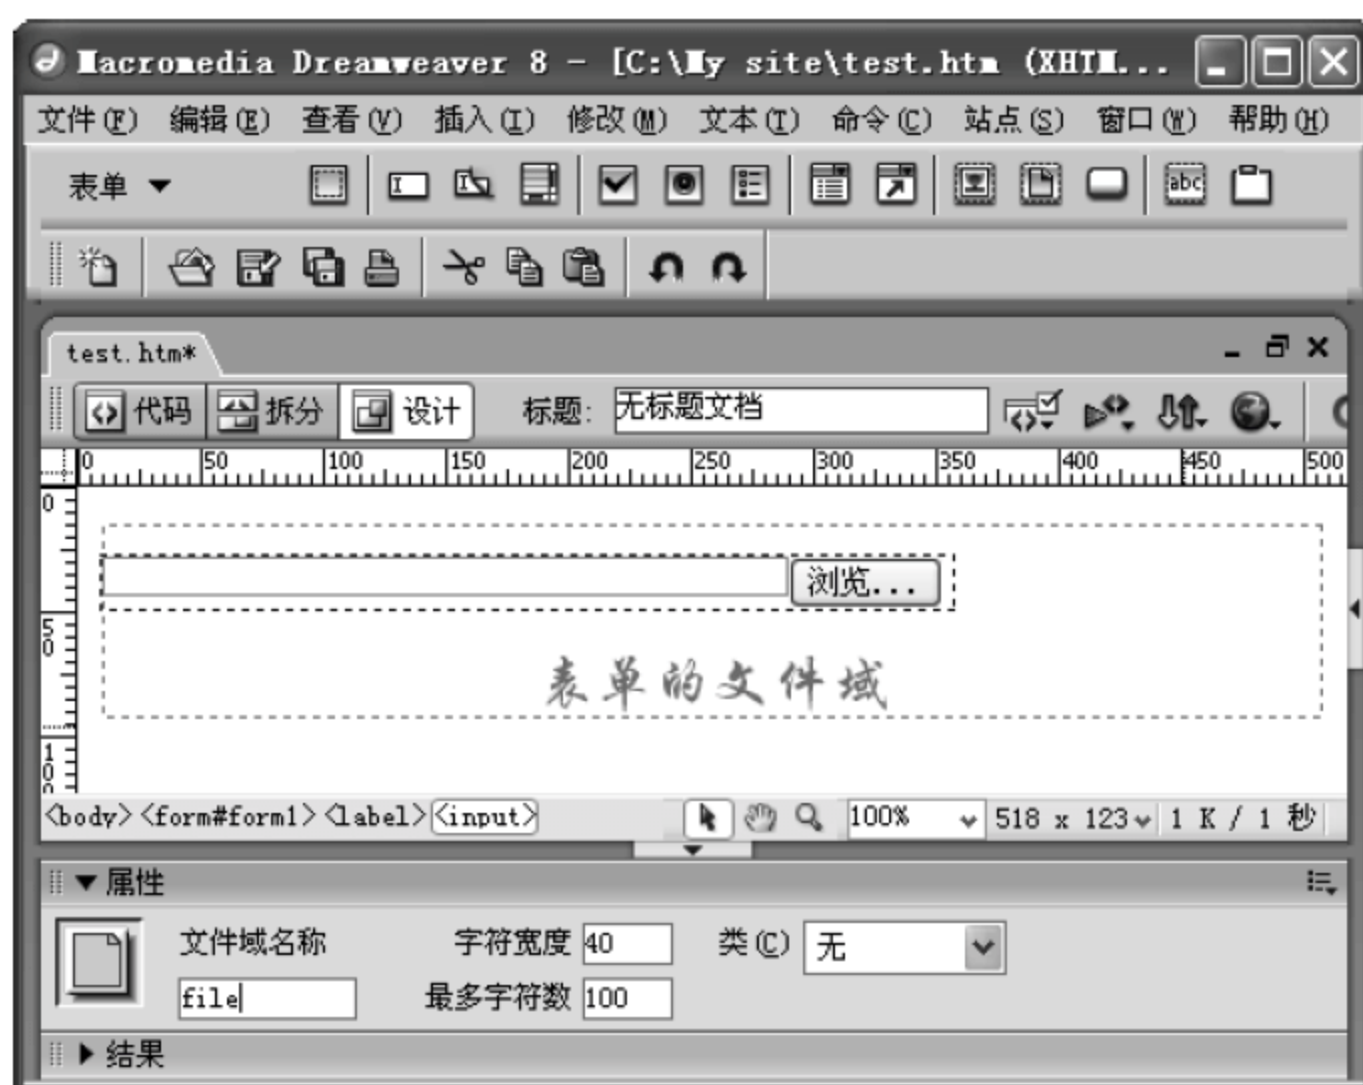 Macromedia Dreamweaver 8 - [C:\My site\test.htm (XHTM...
文件(F) 编辑(E) 查看(V) 插入(I) 修改(M) 文本(T) 命令(C) 站点(S) 窗口(W) 帮助(H)
表单
abc
test.htm*
代码 拆分 设计 标题: 无标题文档
0 50 100 150 200 250 300 350 400 450 500
0
浏览...
50
表单的文件域
100
<body><form#form1><label><input> 100% 518 x 123 1 K / 1 秒
属性
文件域名称 字符宽度 40 类(C) 无
file 最多字符数 100
结果